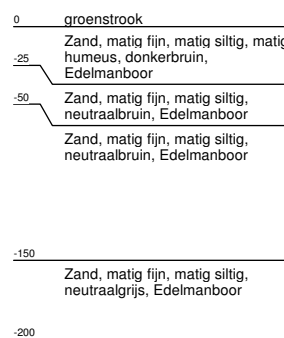 0 groenstrook
Zand, matig fijn, matig siltig, matig
-25 humeus, donkerbruin,
Edelmanboor
-50 Zand, matig fijn, matig siltig,
neutraalbruin, Edelmanboor
Zand, matig fijn, matig siltig,
neutraalbruin, Edelmanboor
-150
Zand, matig fijn, matig siltig,
neutraalgrijs, Edelmanboor
-200